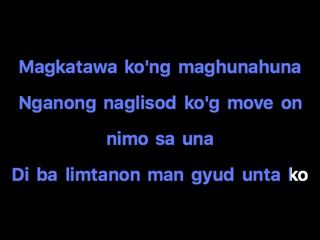 Magkatawa ko'ng maghunahuna
Nganong naglisod ko'g move on
nimo sa una
Di ba limtanon man gyud unta ko